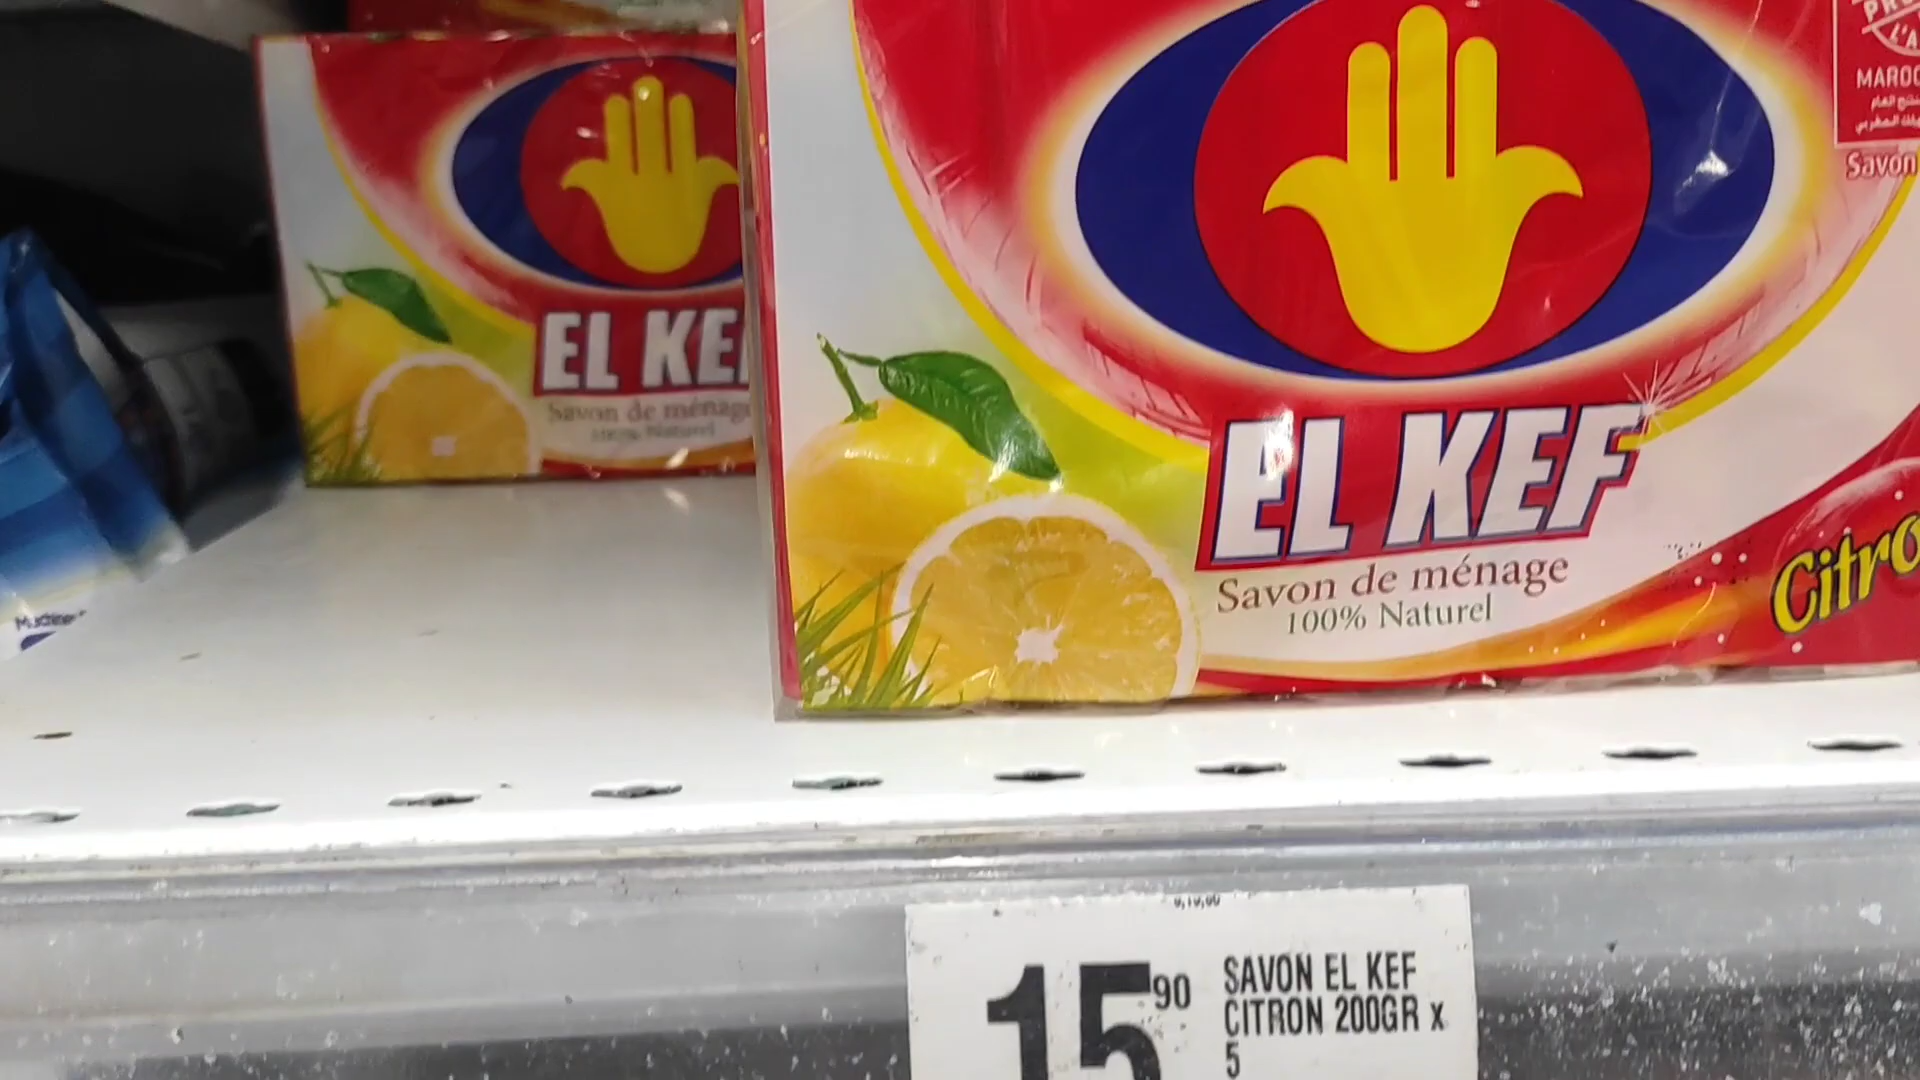 MAROC
Savon
EL KE
Savon de ménage
100% Naturel
EL KEF
Savon de ménage
100% Naturel
Citro
15 90
SAVON EL KEF
CITRON 200GR x
5